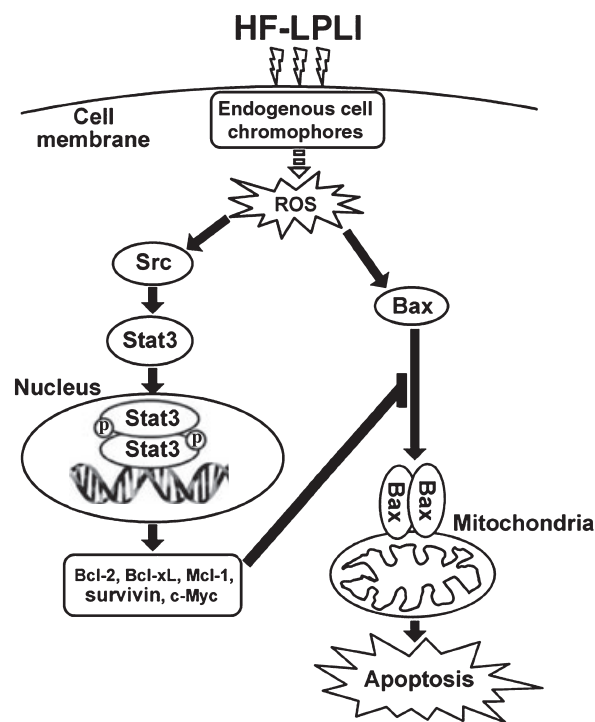 HF-LPLI
Cell
membrane
Endogenous cell
chromophores
ROS
Src
Bax
Stat3
Nucleus
Stat3
p
p
Stat3
Bax
Bax
Mitochondria
Bcl-2, Bcl-xL, Mcl-1,
survivin, c-Myc
Apoptosis